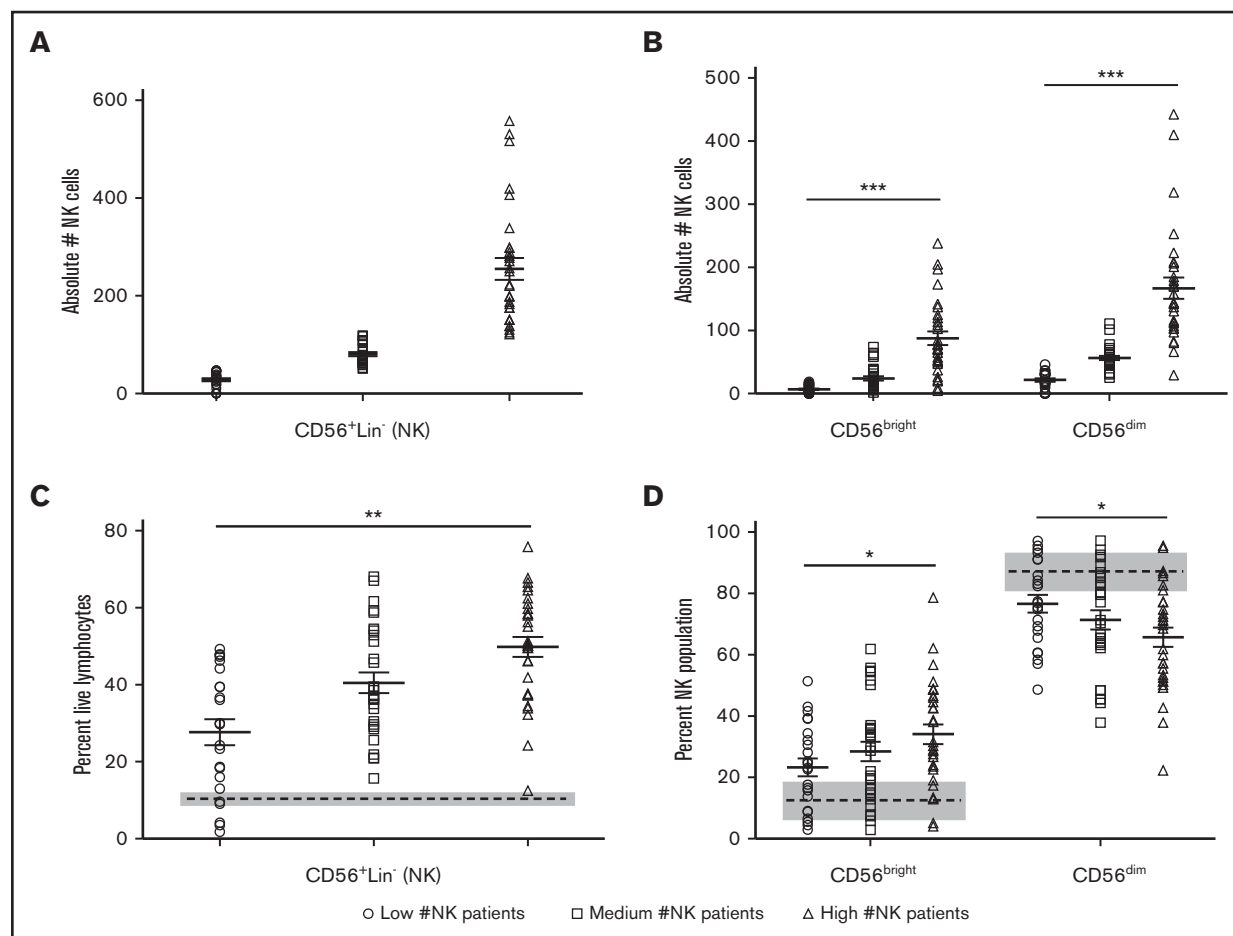 A
Absolute # NK cells
600
400
200
0
CD56⁺Lin⁻ (NK)
B
Absolute # NK cells
500
400
300
200
100
0
***
***
CD56ᵇʳⁱᵍʰᵗ
CD56ᵈⁱᵐ
C
Percent live lymphocytes
80
60
40
20
0
**
CD56⁺Lin⁻ (NK)
D
Percent NK population
100
80
60
40
20
0
*
*
CD56ᵇʳⁱᵍʰᵗ
CD56ᵈⁱᵐ
Low #NK patients
Medium #NK patients
High #NK patients